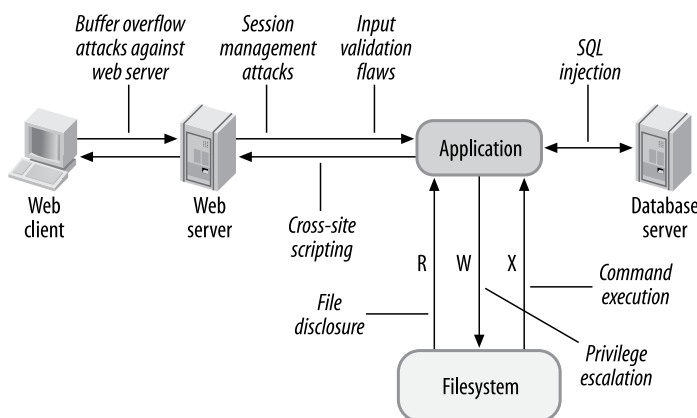 Buffer overflow
attacks against
web server
Session
management
attacks
Input
validation
flaws
SQL
injection
Application
Web
client
Web
server
Database
server
Cross-site
scripting
R
W
X
Command
execution
File
disclosure
Privilege
escalation
Filesystem